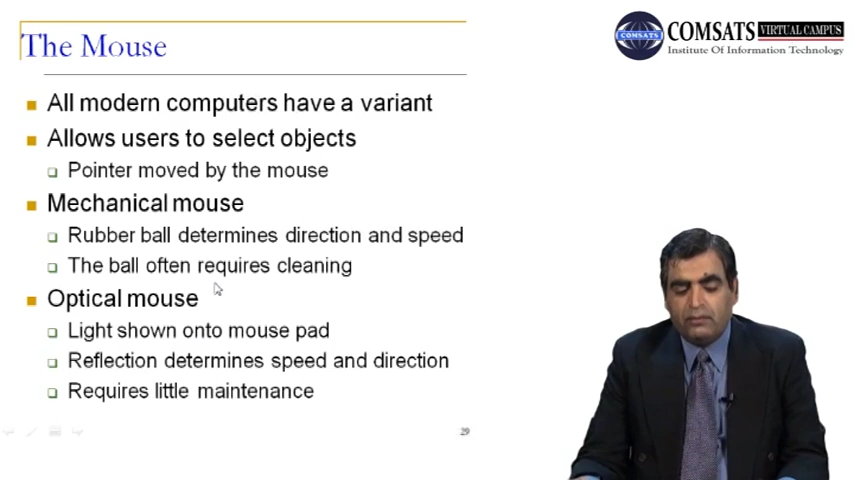 The Mouse
COMSATS
COMSATS VIRTUAL CAMPUS
Institute Of Information Technology
All modern computers have a variant
Allows users to select objects
Pointer moved by the mouse
Mechanical mouse
Rubber ball determines direction and speed
The ball often requires cleaning
Optical mouse
Light shown onto mouse pad
Reflection determines speed and direction
Requires little maintenance
29